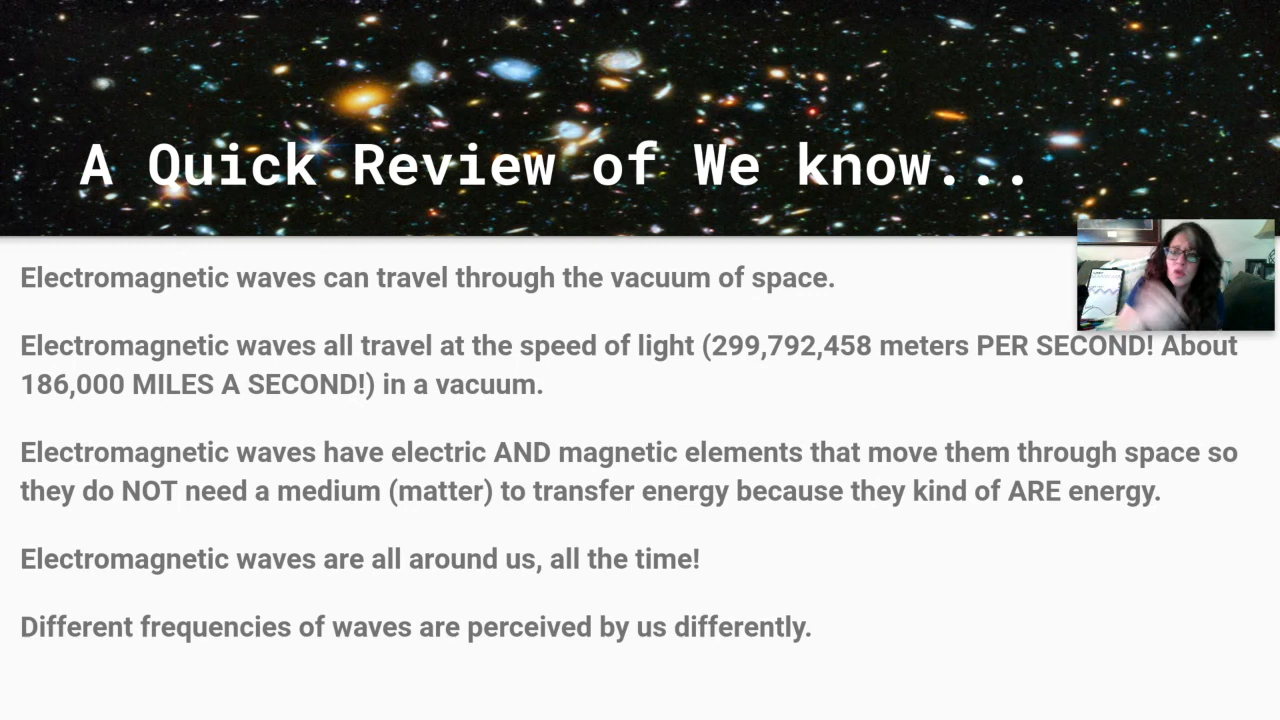 A Quick Review of We know...
Electromagnetic waves can travel through the vacuum of space.
Electromagnetic waves all travel at the speed of light (299,792,458 meters PER SECOND! About
186,000 MILES A SECOND!) in a vacuum.
Electromagnetic waves have electric AND magnetic elements that move them through space so
they do NOT need a medium (matter) to transfer energy because they kind of ARE energy.
Electromagnetic waves are all around us, all the time!
Different frequencies of waves are perceived by us differently.